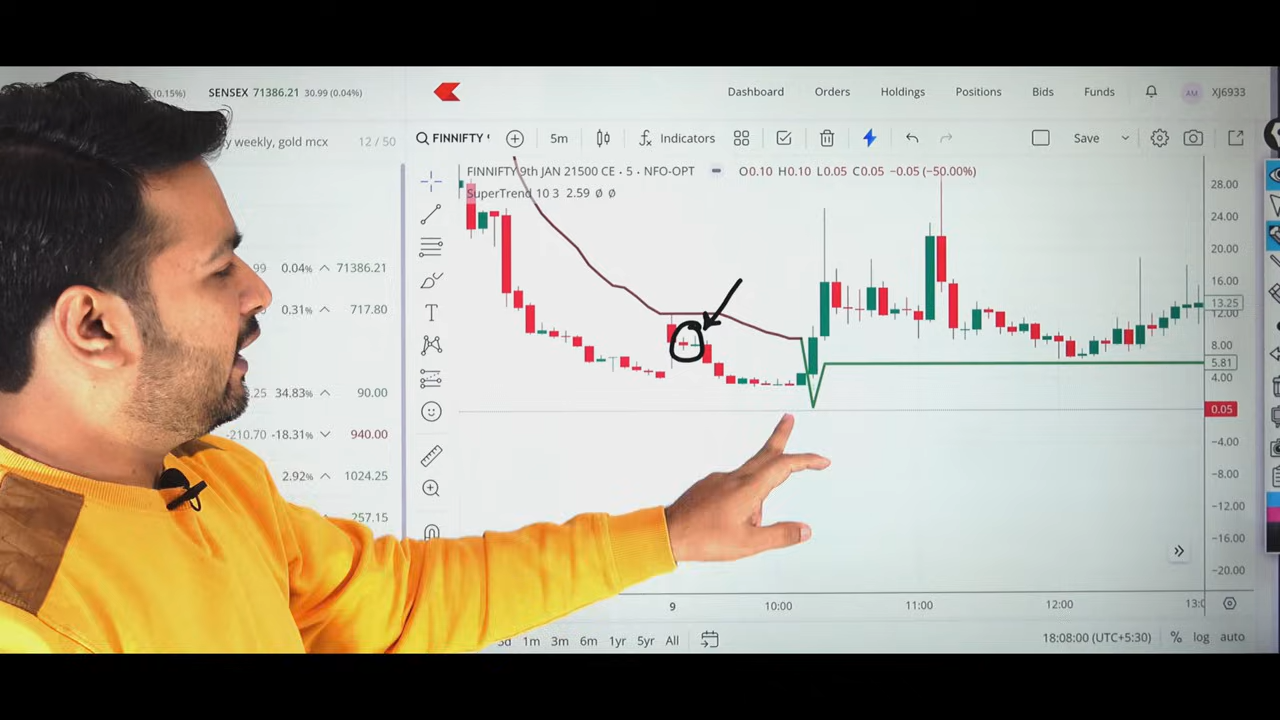 (0.15%) SENSEX 71386.21 30.99 (0.04%)
Dashboard Orders Holdings Positions Bids Funds AM XJ6933
weekly, gold mcx 12 / 50
FINNIFTY 5m Indicators Save
FINNIFTY 9th JAN 21500 CE · 5 · NFO-OPT O0.10 H0.10 L0.05 C0.05 −0.05 (−50.00%)
SuperTrend 10 3 2.59 ø ø
28.00
24.00
20.00
16.00
13.25
12.00
8.00
5.81
4.00
0.05
−4.00
−8.00
−12.00
−16.00
−20.00
.99 0.04% 71386.21
0.31% 717.80
34.83% 90.00
-210.70 -18.31% 940.00
2.92% 1024.25
257.15
9 10:00 11:00 12:00 13:0
5d 1m 3m 6m 1yr 5yr All 18:08:00 (UTC+5:30) % log auto